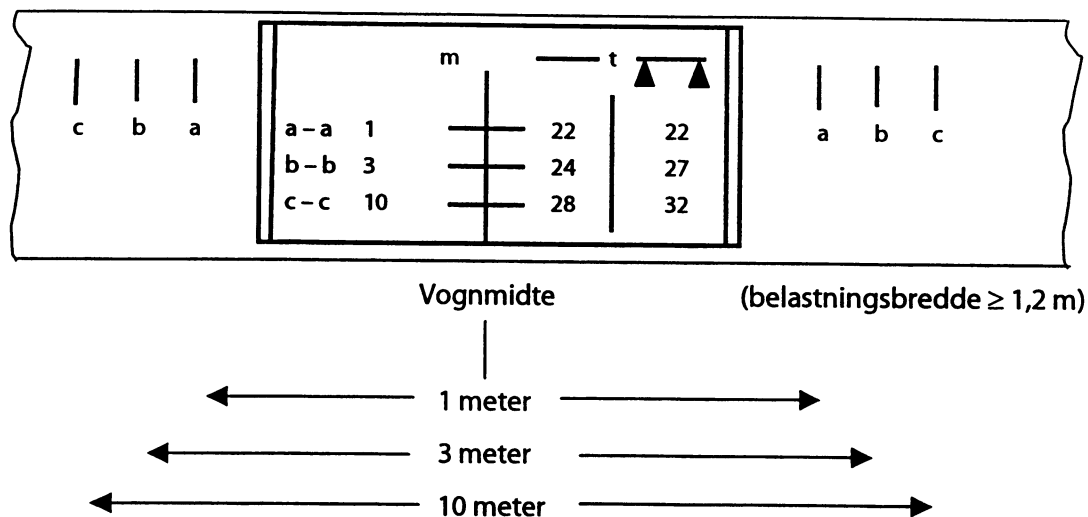 m — t
c b a
a – a 1 22 22
b – b 3 24 27
c – c 10 28 32
a b c
Vognmidte
(belastningsbredde ≥ 1,2 m)
1 meter
3 meter
10 meter